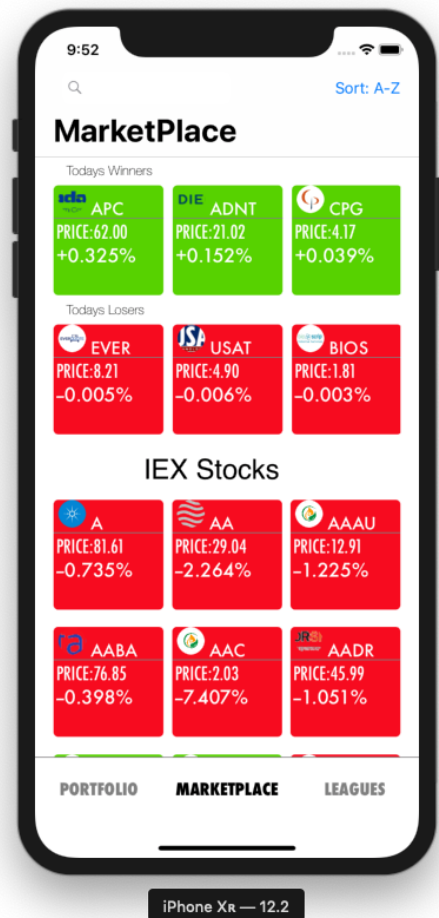 9:52
Sort: A-Z
MarketPlace
Todays Winners
APC
DIE ADNT
CPG
PRICE:62.00
PRICE:21.02
PRICE:4.17
+0.325%
+0.152%
+0.039%
Todays Losers
EVER
USAT
BIOS
PRICE:8.21
PRICE:4.90
PRICE:1.81
–0.005%
–0.006%
–0.003%
IEX Stocks
A
AA
AAAU
PRICE:81.61
PRICE:29.04
PRICE:12.91
–0.735%
–2.264%
–1.225%
AABA
AAC
AADR
PRICE:76.85
PRICE:2.03
PRICE:45.99
–0.398%
–7.407%
–1.051%
PORTFOLIO
MARKETPLACE
LEAGUES
iPhone Xʀ — 12.2